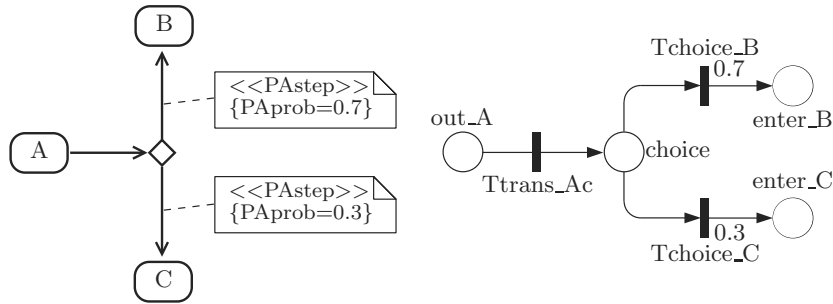 B
<<PAstep>>
{PAprob=0.7}
A
<<PAstep>>
{PAprob=0.3}
C
Tchoice_B
0.7
out_A
enter_B
choice
Ttrans_Ac
enter_C
0.3
Tchoice_C